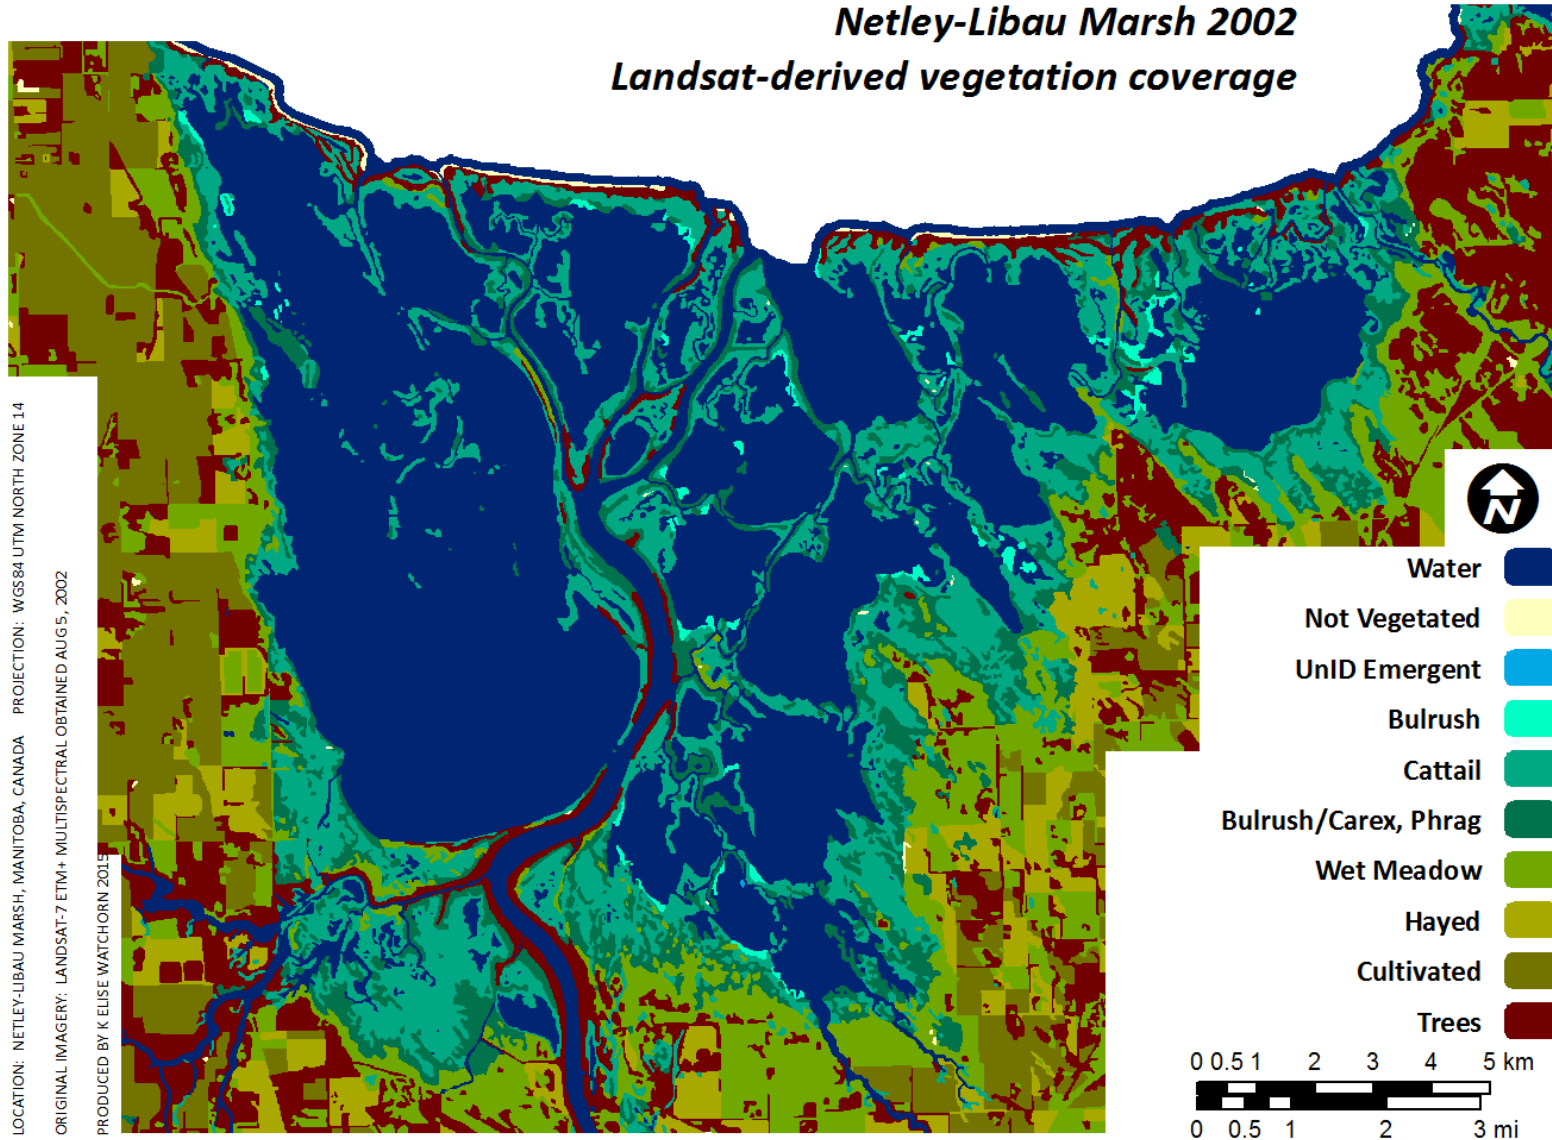 Netley-Libau Marsh 2002
Landsat-derived vegetation coverage
LOCATION: NETLEY-LIBAU MARSH, MANITOBA, CANADA PROJECTION: WGS84 UTM NORTH ZONE 14
ORIGINAL IMAGERY: LANDSAT-7 ETM+ MULTISPECTRAL OBTAINED AUG 5, 2002
PRODUCED BY K ELISE WATCHORN 2015
N
Water
Not Vegetated
UnID Emergent
Bulrush
Cattail
Bulrush/Carex, Phrag
Wet Meadow
Hayed
Cultivated
Trees
0 0.5 1 2 3 4 5 km
0 0.5 1 2 3 mi